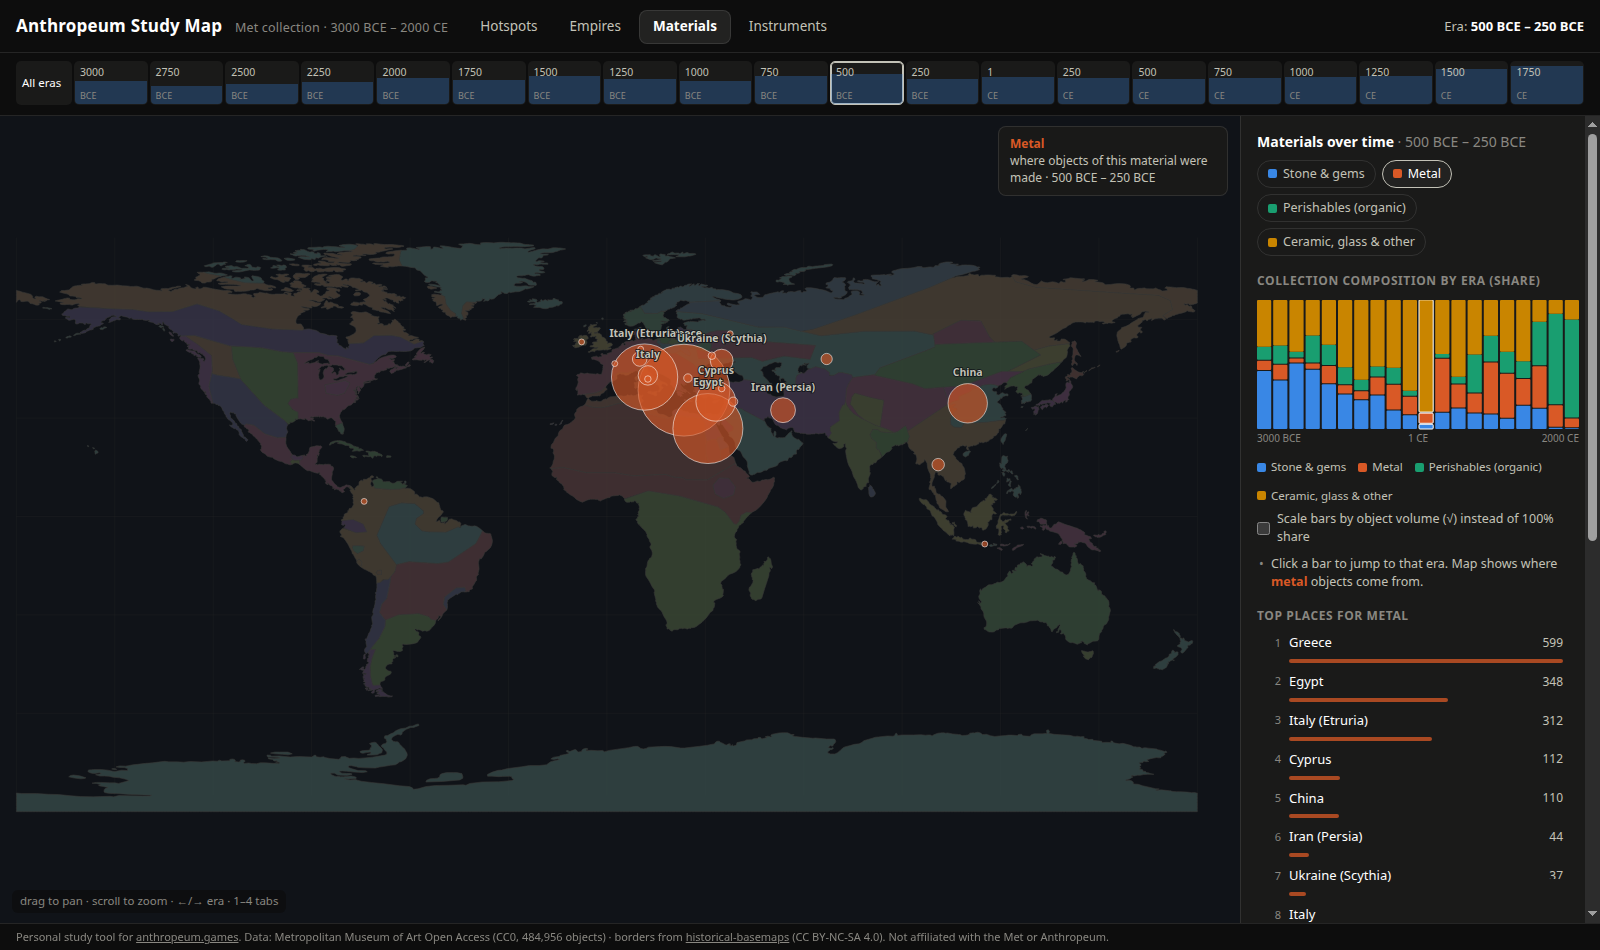 Anthropeum Study Map Met collection · 3000 BCE – 2000 CE Hotspots Empires Materials Instruments Era: 500 BCE – 250 BCE
All eras 3000 BCE 2750 BCE 2500 BCE 2250 BCE 2000 BCE 1750 BCE 1500 BCE 1250 BCE 1000 BCE 750 BCE 500 BCE 250 BCE 1 CE 250 CE 500 CE 750 CE 1000 CE 1250 CE 1500 CE 1750 CE
Metal
where objects of this material were
made · 500 BCE – 250 BCE
Italy (Etruria)
Ukraine (Scythia)
Italy
Cyprus
Egypt
Iran (Persia)
China
drag to pan · scroll to zoom · ←/→ era · 1–4 tabs
Materials over time · 500 BCE – 250 BCE
Stone & gems Metal
Perishables (organic)
Ceramic, glass & other
COLLECTION COMPOSITION BY ERA (SHARE)
3000 BCE 1 CE 2000 CE
Stone & gems Metal Perishables (organic)
Ceramic, glass & other
Scale bars by object volume (√) instead of 100%
share
• Click a bar to jump to that era. Map shows where
metal objects come from.
TOP PLACES FOR METAL
1 Greece 599
2 Egypt 348
3 Italy (Etruria) 312
4 Cyprus 112
5 China 110
6 Iran (Persia) 44
7 Ukraine (Scythia) 37
8 Italy
Personal study tool for anthropeum.games. Data: Metropolitan Museum of Art Open Access (CC0, 484,956 objects) · borders from historical-basemaps (CC BY-NC-SA 4.0). Not affiliated with the Met or Anthropeum.